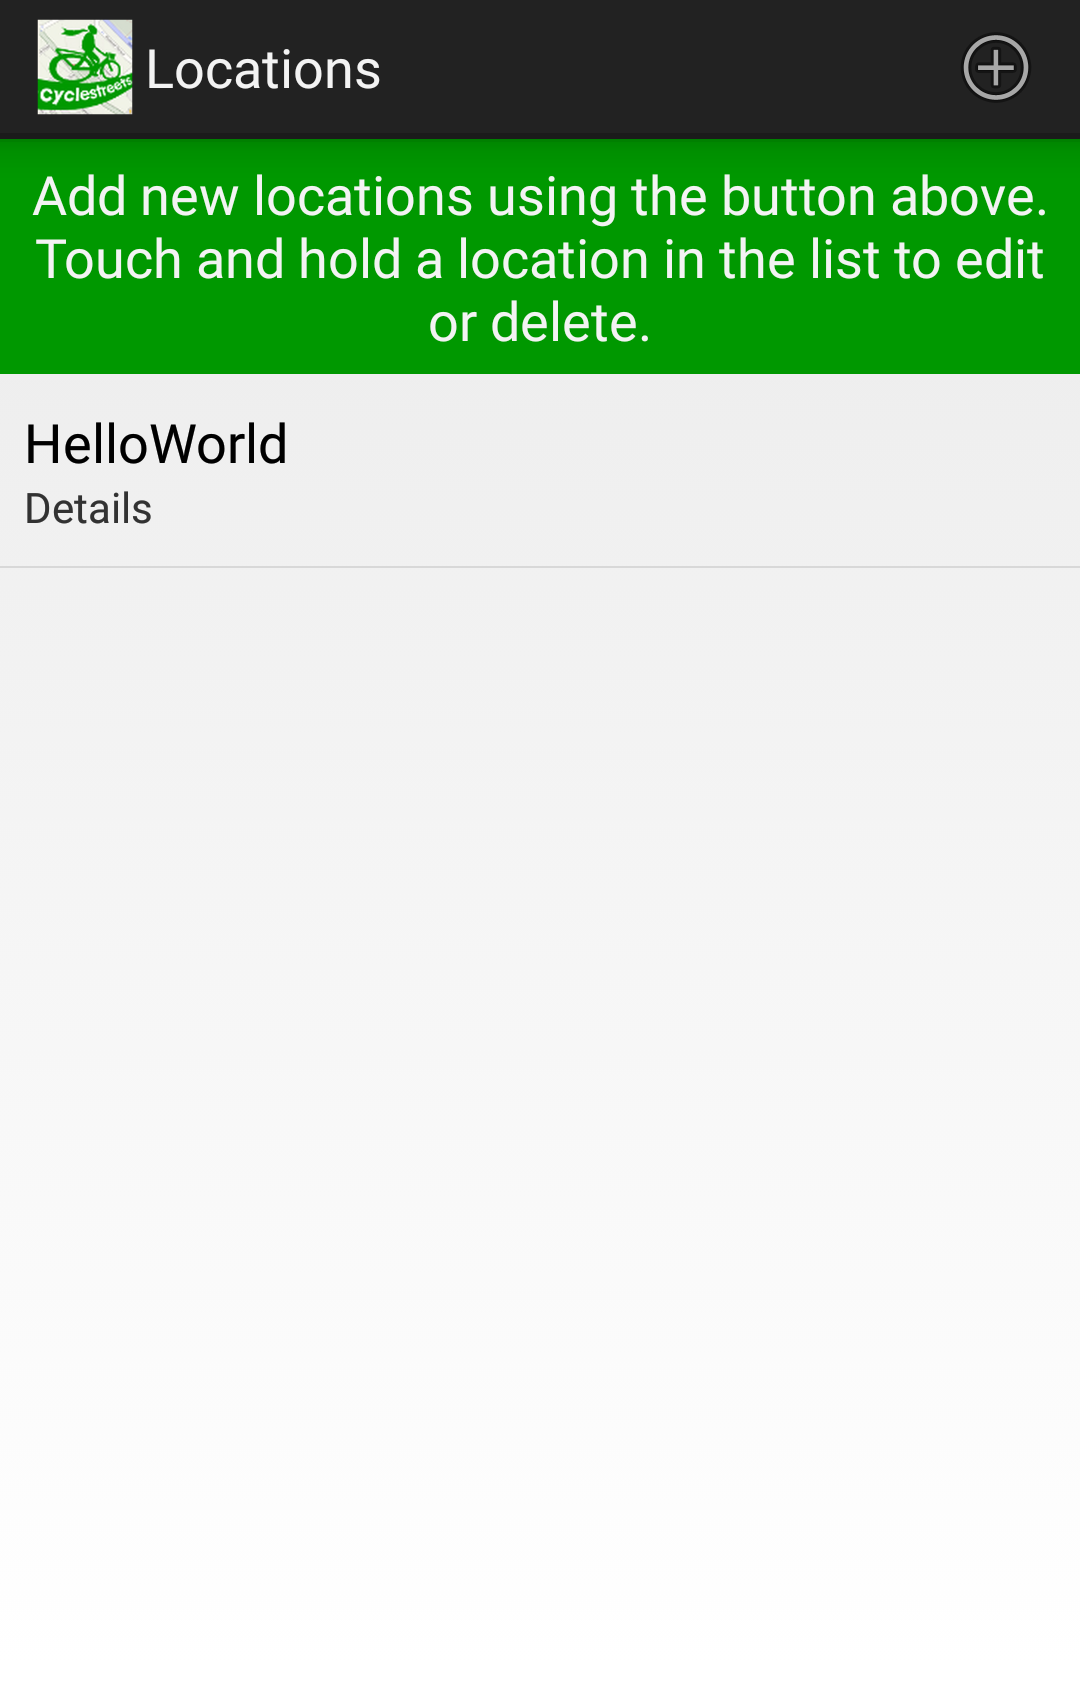 Cyclestreets
Locations
Add new locations using the button above.
Touch and hold a location in the list to edit
or delete.
HelloWorld
Details